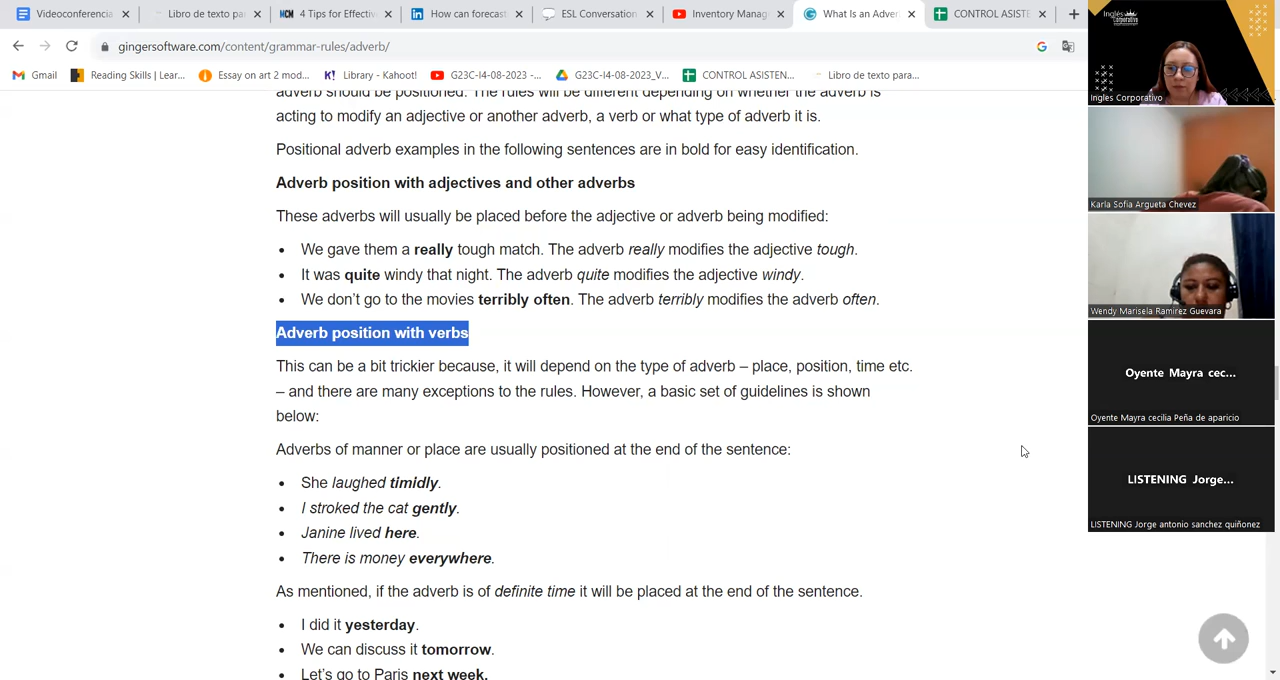 Videoconferencia
Libro de texto pa
4 Tips for Effectiv
How can forecast
ESL Conversation
Inventory Manag
What Is an Adver
CONTROL ASISTE
gingersoftware.com/content/grammar-rules/adverb/
Gmail
Reading Skills | Lear...
Essay on art 2 mod...
Library - Kahoot!
G23C-I4-08-2023 -...
G23C-I4-08-2023_V...
CONTROL ASISTEN...
Libro de texto para...
adverb should be positioned. The rules will be different depending on whether the adverb is
acting to modify an adjective or another adverb, a verb or what type of adverb it is.
Positional adverb examples in the following sentences are in bold for easy identification.
Adverb position with adjectives and other adverbs
These adverbs will usually be placed before the adjective or adverb being modified:
We gave them a really tough match. The adverb really modifies the adjective tough.
It was quite windy that night. The adverb quite modifies the adjective windy.
We don't go to the movies terribly often. The adverb terribly modifies the adverb often.
Adverb position with verbs
This can be a bit trickier because, it will depend on the type of adverb – place, position, time etc.
– and there are many exceptions to the rules. However, a basic set of guidelines is shown
below:
Adverbs of manner or place are usually positioned at the end of the sentence:
She laughed timidly.
I stroked the cat gently.
Janine lived here.
There is money everywhere.
As mentioned, if the adverb is of definite time it will be placed at the end of the sentence.
I did it yesterday.
We can discuss it tomorrow.
Let's go to Paris next week.
Inglés
Corporativo
Ingles Corporativo
Karla Sofia Argueta Chevez
Wendy Marisela Ramirez Guevara
Oyente Mayra cec...
Oyente Mayra cecilia Peña de aparicio
LISTENING Jorge...
LISTENING Jorge antonio sanchez quiñonez